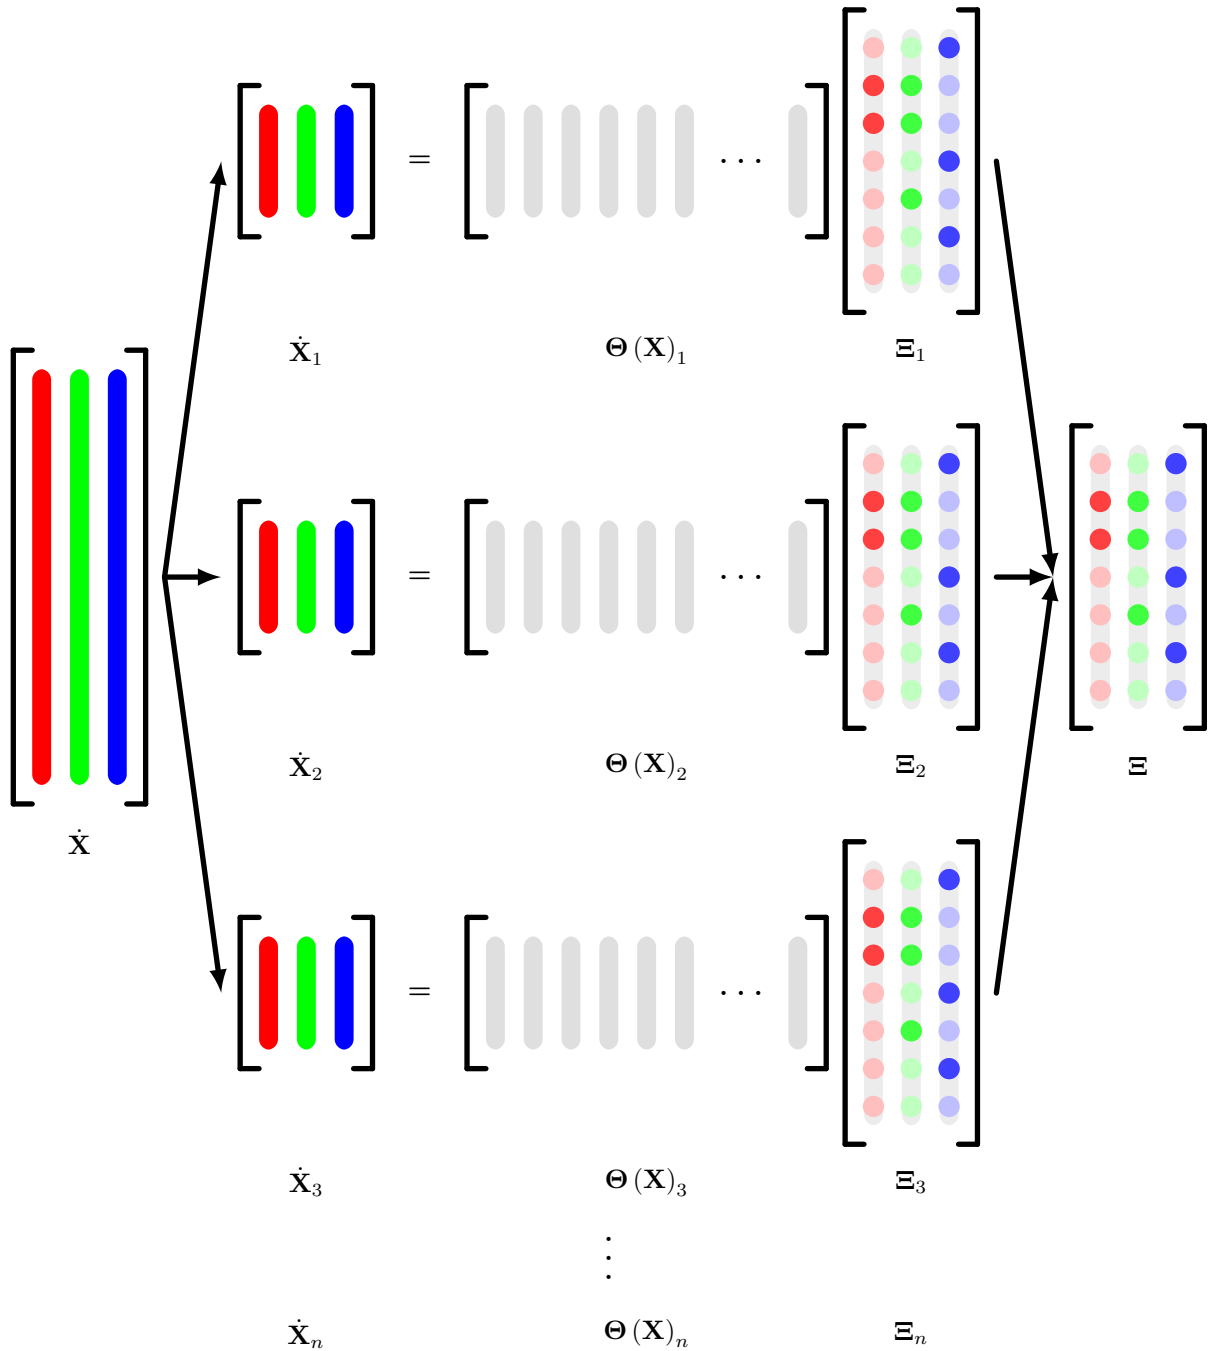 = ···
Ẋ₁ Θ (X)₁ Ξ₁
= ···
Ẋ₂ Θ (X)₂ Ξ₂ Ξ
Ẋ
= ···
Ẋ₃ Θ (X)₃ Ξ₃
⋮
Ẋₙ Θ (X)ₙ Ξₙ